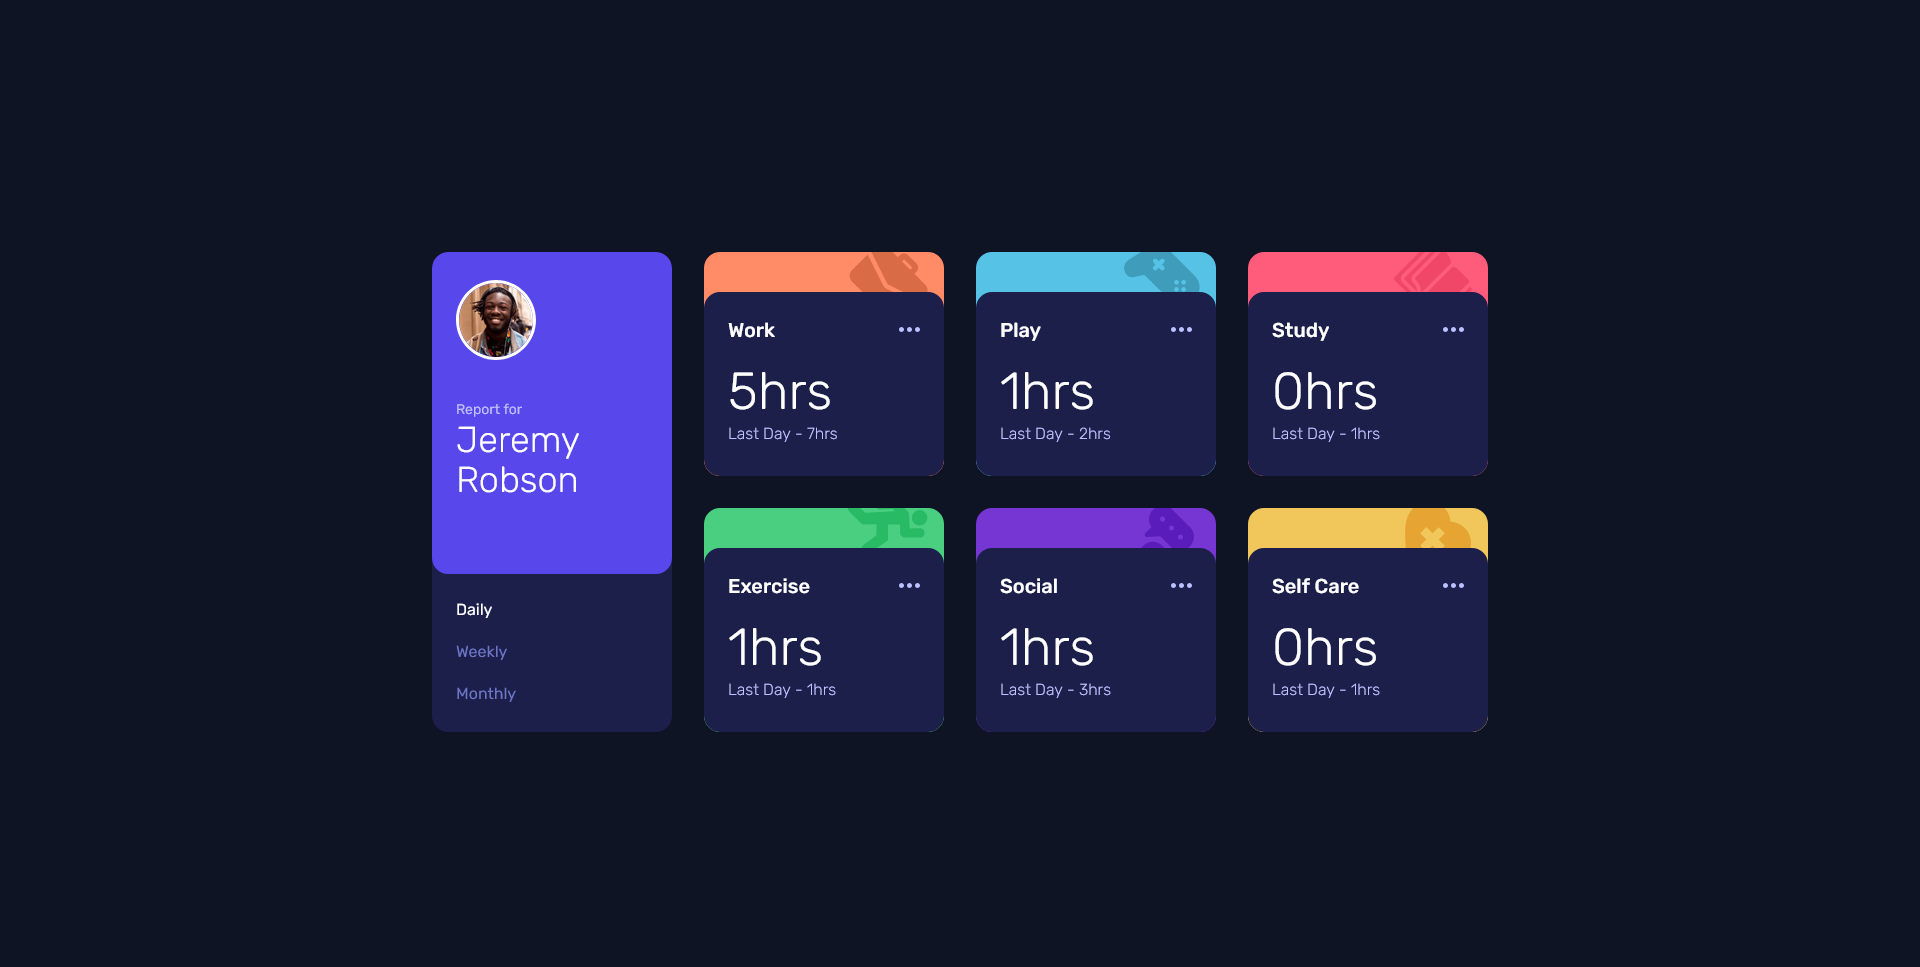 Report for
Jeremy
Robson
Daily
Weekly
Monthly
Work
5hrs
Last Day - 7hrs
Play
1hrs
Last Day - 2hrs
Study
0hrs
Last Day - 1hrs
Exercise
1hrs
Last Day - 1hrs
Social
1hrs
Last Day - 3hrs
Self Care
0hrs
Last Day - 1hrs